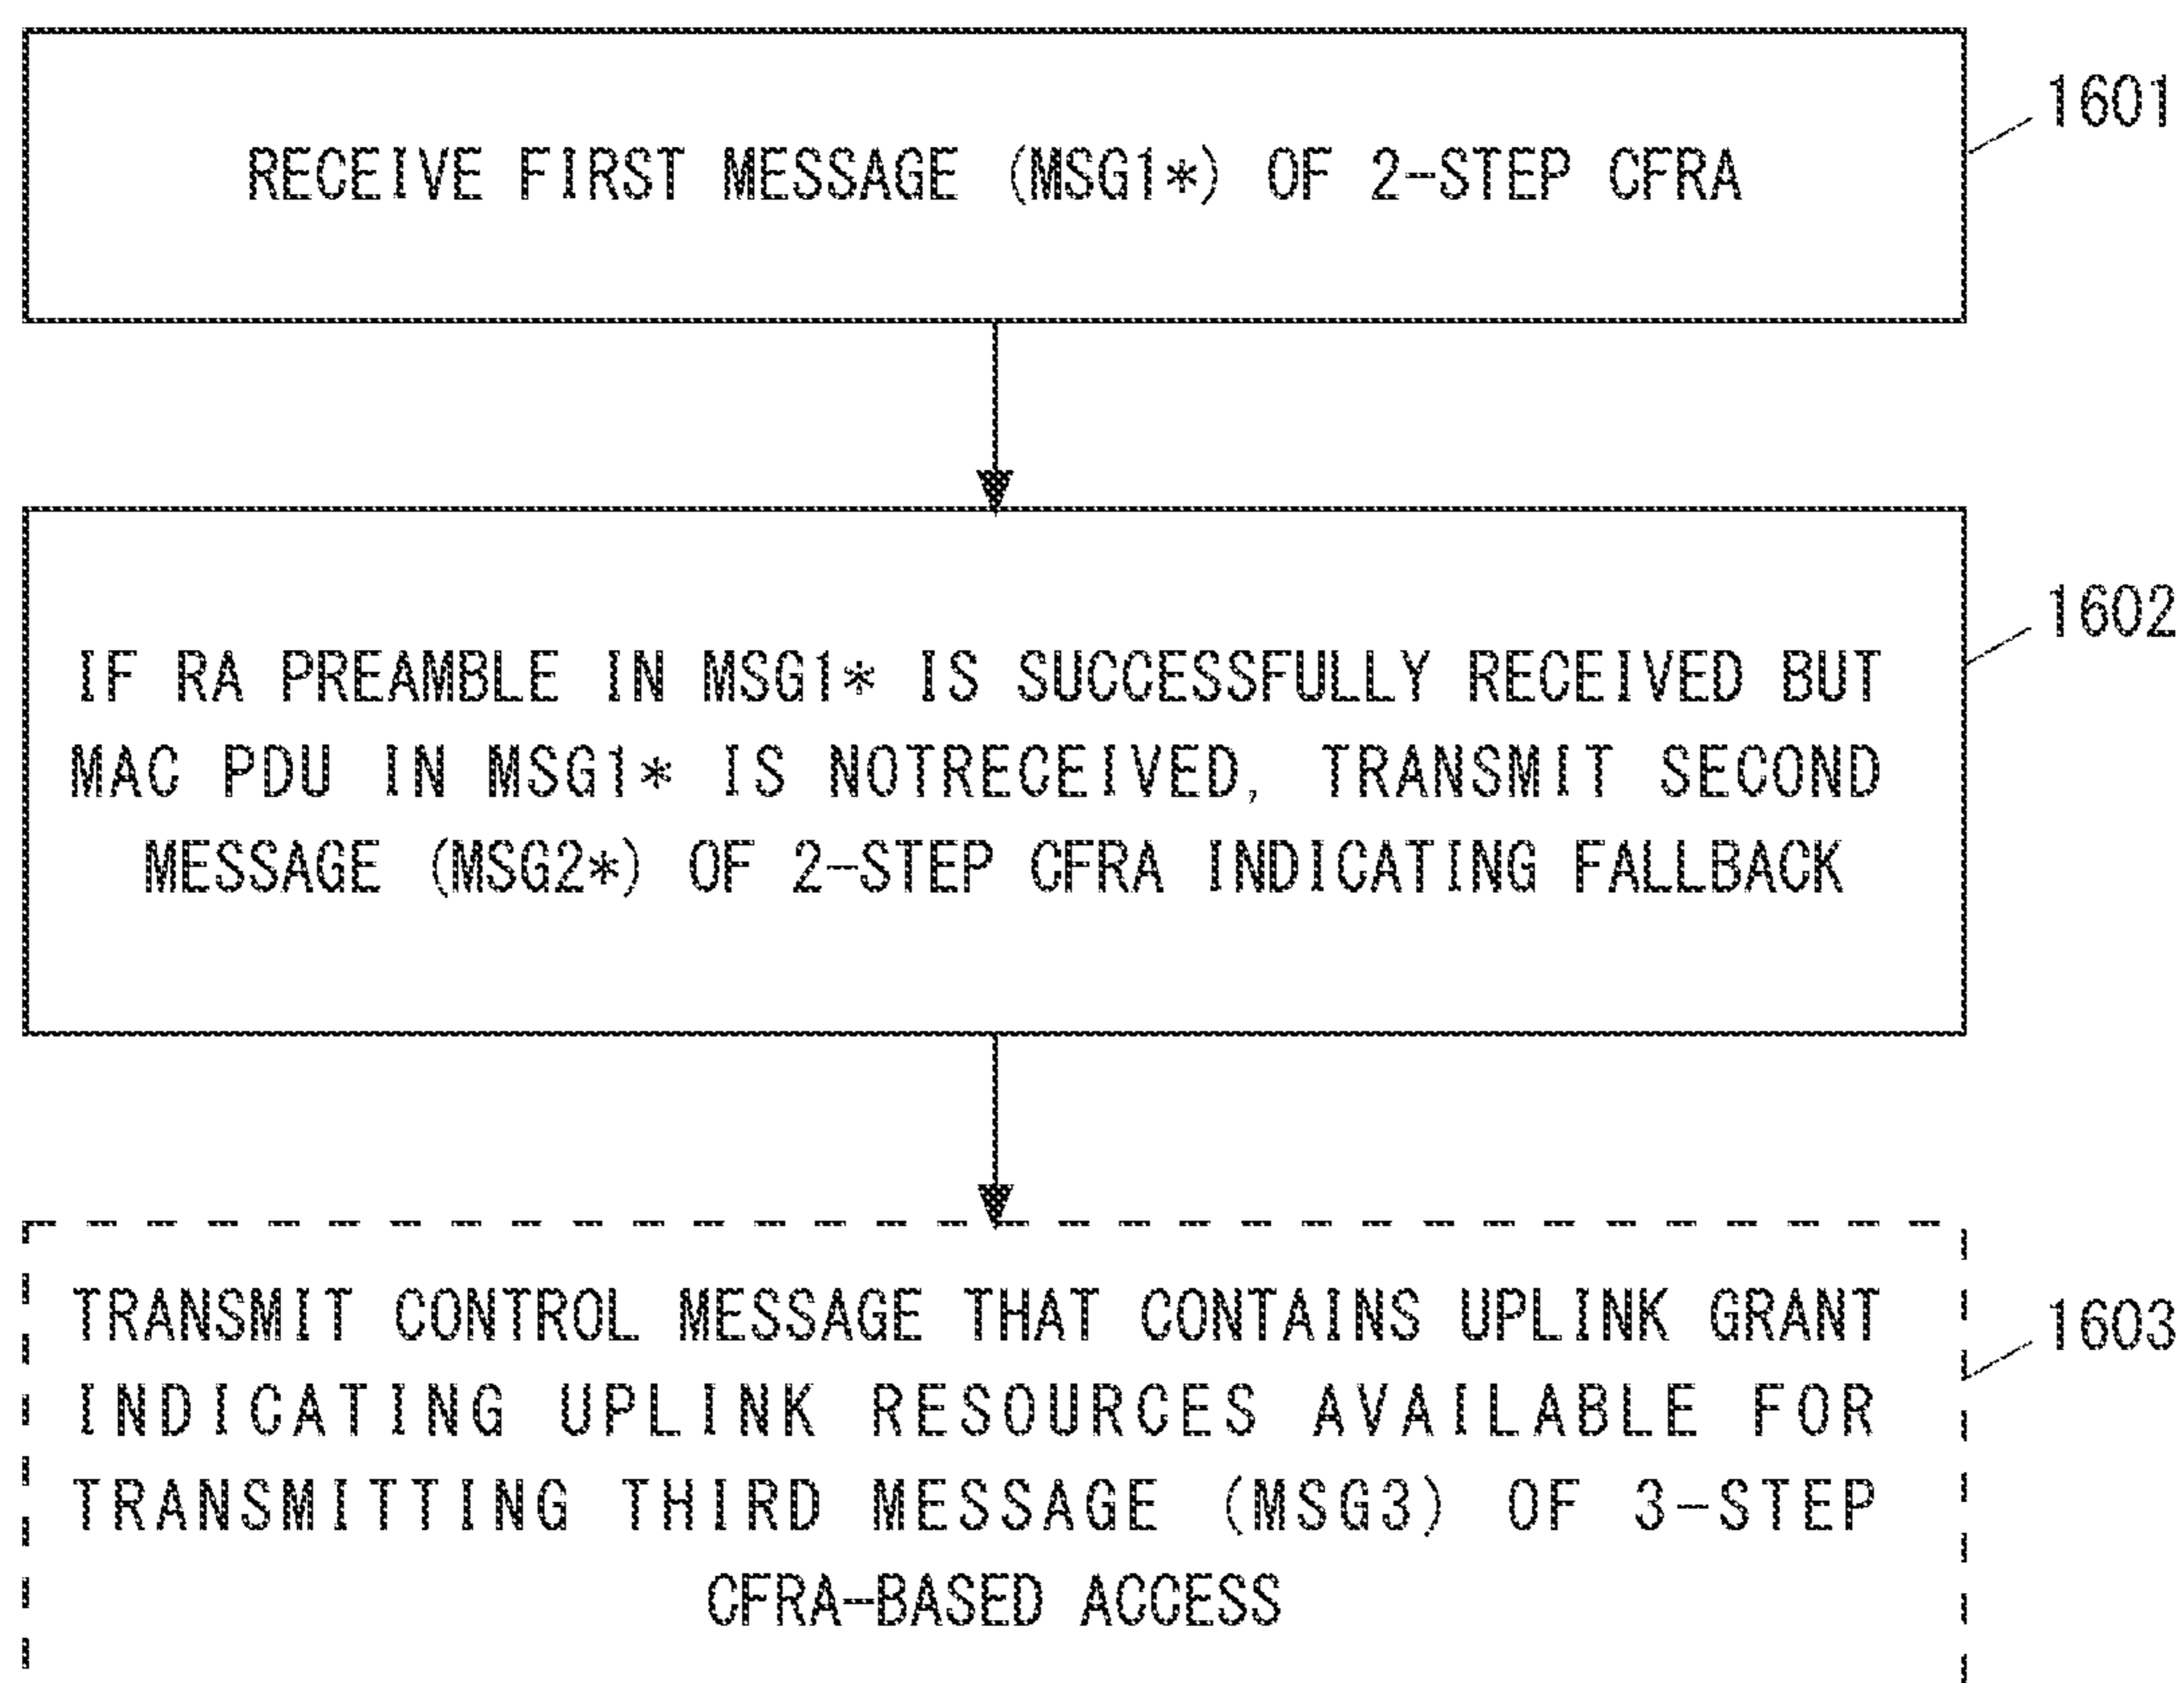 RECEIVE FIRST MESSAGE (MSG1*) OF 2-STEP CFRA
1601
IF RA PREAMBLE IN MSG1* IS SUCCESSFULLY RECEIVED BUT
MAC PDU IN MSG1* IS NOTRECEIVED, TRANSMIT SECOND
MESSAGE (MSG2*) OF 2-STEP CFRA INDICATING FALLBACK
1602
TRANSMIT CONTROL MESSAGE THAT CONTAINS UPLINK GRANT
INDICATING UPLINK RESOURCES AVAILABLE FOR
TRANSMITTING THIRD MESSAGE (MSG3) OF 3-STEP
CFRA-BASED ACCESS
1603